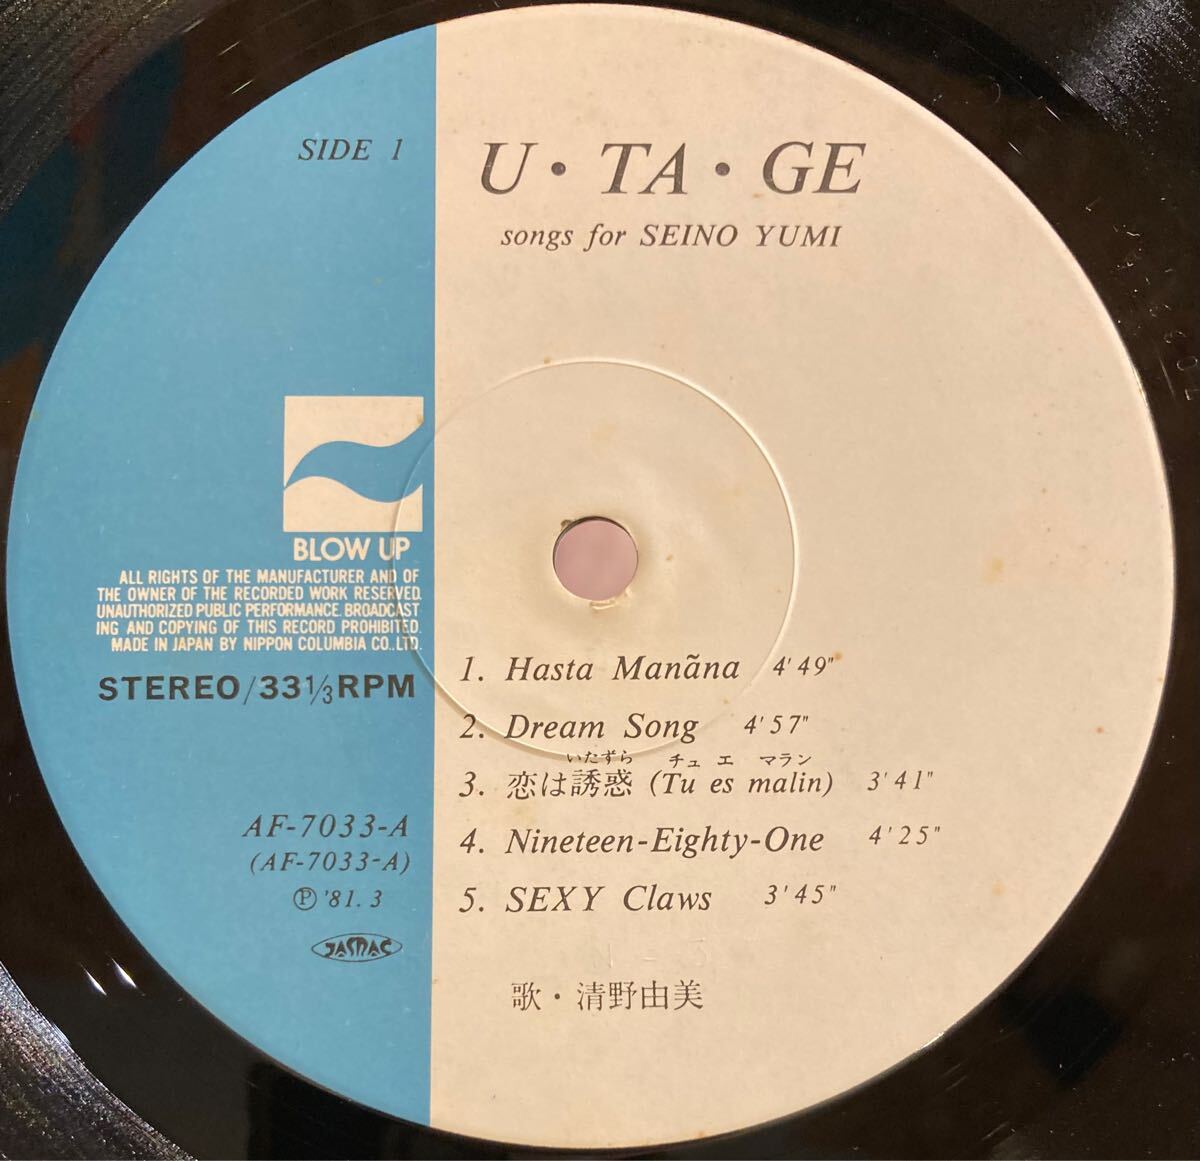 SIDE 1
U・TA・GE
songs for SEINO YUMI
BLOW UP
ALL RIGHTS OF THE MANUFACTURER AND OF
THE OWNER OF THE RECORDED WORK RESERVED.
UNAUTHORIZED PUBLIC PERFORMANCE. BROADCAST
ING AND COPYING OF THIS RECORD PROHIBITED.
MADE IN JAPAN BY NIPPON COLUMBIA CO.,LTD.
STEREO/33 1/3 RPM
AF-7033-A
(AF-7033-A)
Ⓟ '81. 3
JASRAC
1. Hasta Manãna 4'49"
2. Dream Song 4'57"
いたずら チュ エ マラン
3. 恋は誘惑 (Tu es malin) 3'41"
4. Nineteen-Eighty-One 4'25"
5. SEXY Claws 3'45"
歌・清野由美